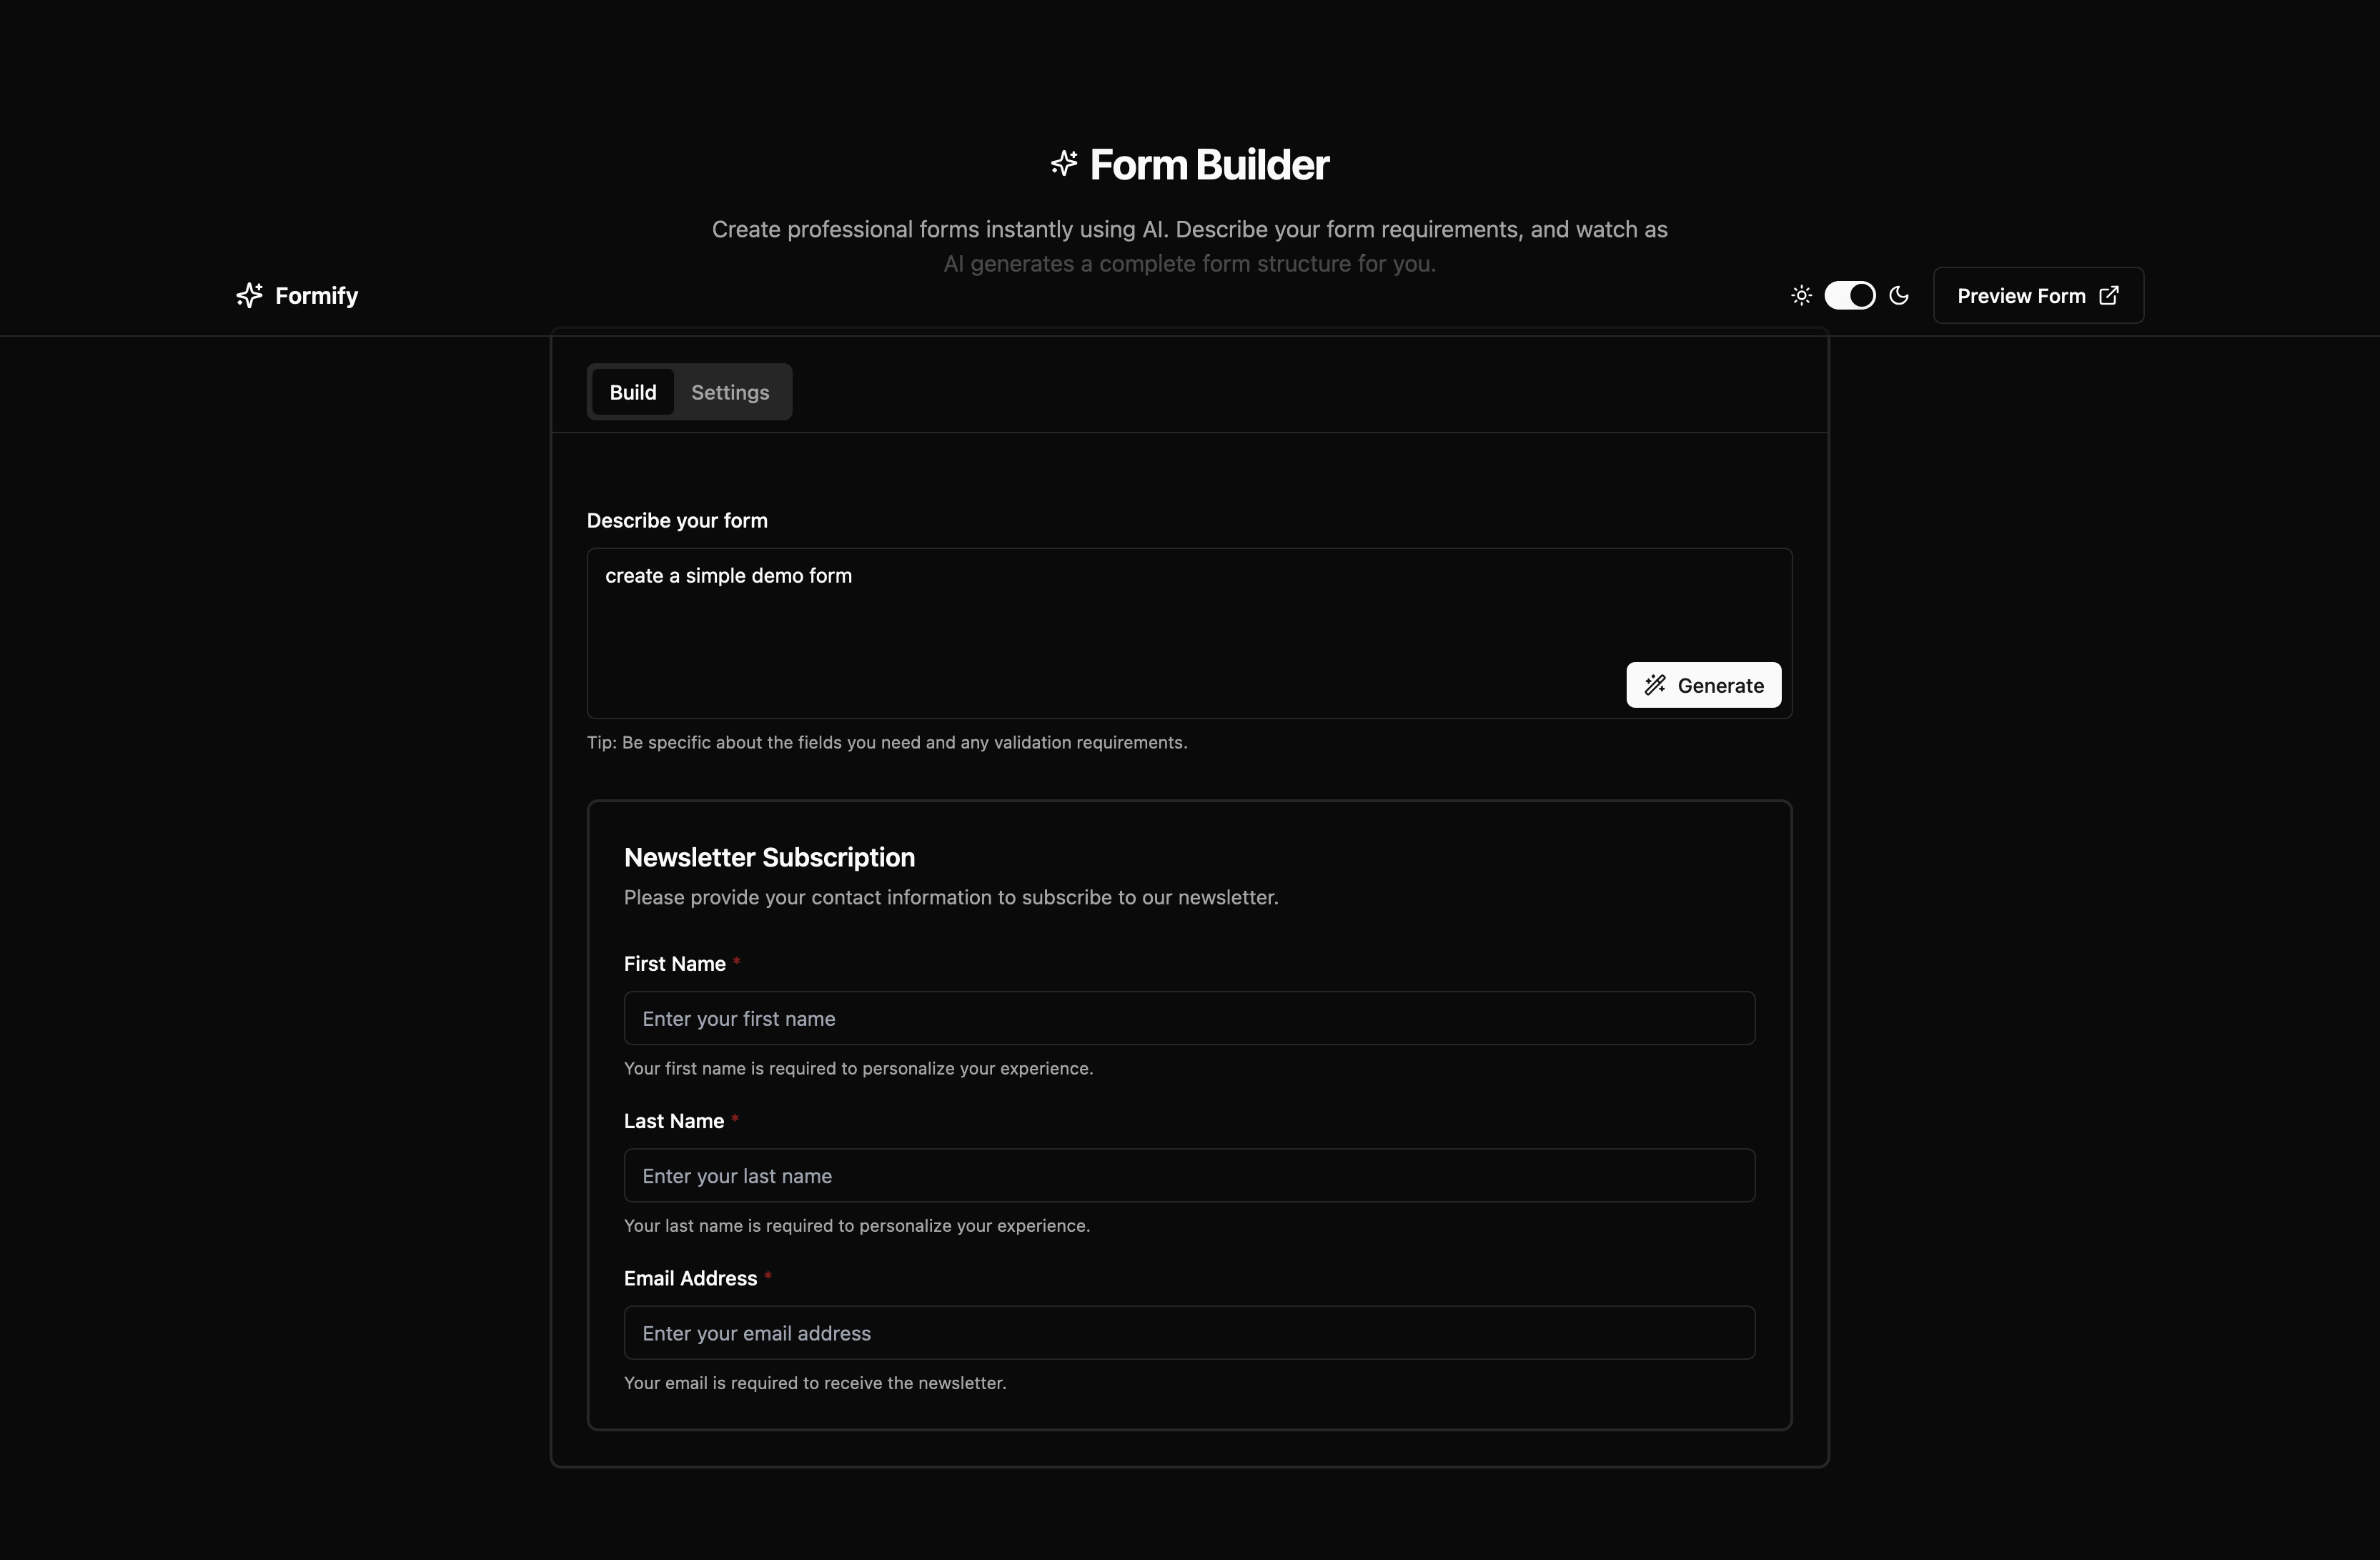 Form Builder
Create professional forms instantly using AI. Describe your form requirements, and watch as
AI generates a complete form structure for you.
Formify
Preview Form
Build
Settings
Describe your form
create a simple demo form
Generate
Tip: Be specific about the fields you need and any validation requirements.
Newsletter Subscription
Please provide your contact information to subscribe to our newsletter.
First Name *
Enter your first name
Your first name is required to personalize your experience.
Last Name *
Enter your last name
Your last name is required to personalize your experience.
Email Address *
Enter your email address
Your email is required to receive the newsletter.